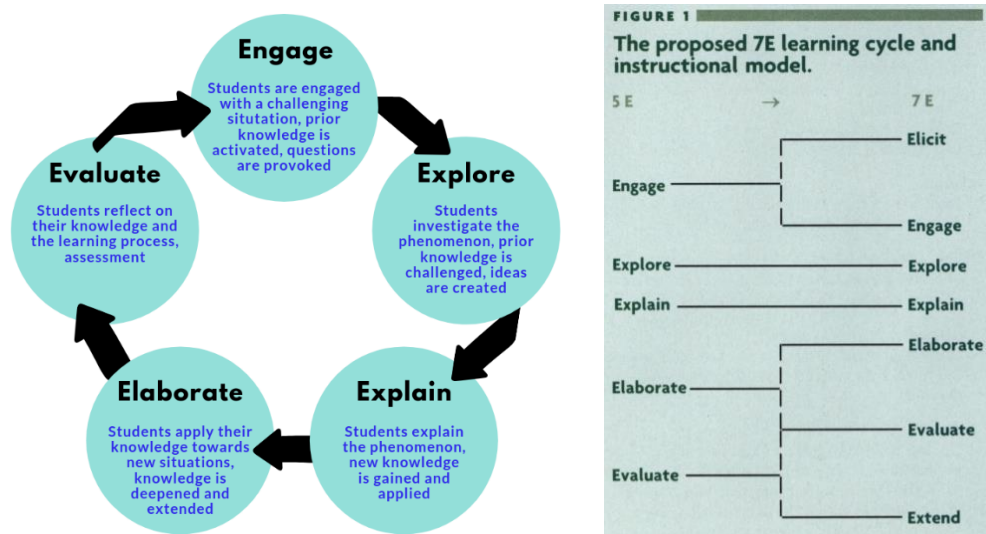 Engage
Students are engaged
with a challenging
situtation, prior
knowledge is
activated, questions
are provoked
Explore
Students
investigate the
phenomenon, prior
knowledge is
challenged, ideas
are created
Explain
Students explain
the phenomenon,
new knowledge
is gained and
applied
Elaborate
Students apply their
knowledge towards
new situations,
knowledge is
deepened and
extended
Evaluate
Students reflect on
their knowledge and
the learning process,
assessment
FIGURE 1
The proposed 7E learning cycle and
instructional model.
5 E → 7 E
Elicit
Engage
Engage
Explore Explore
Explain Explain
Elaborate
Elaborate
Evaluate
Evaluate
Extend